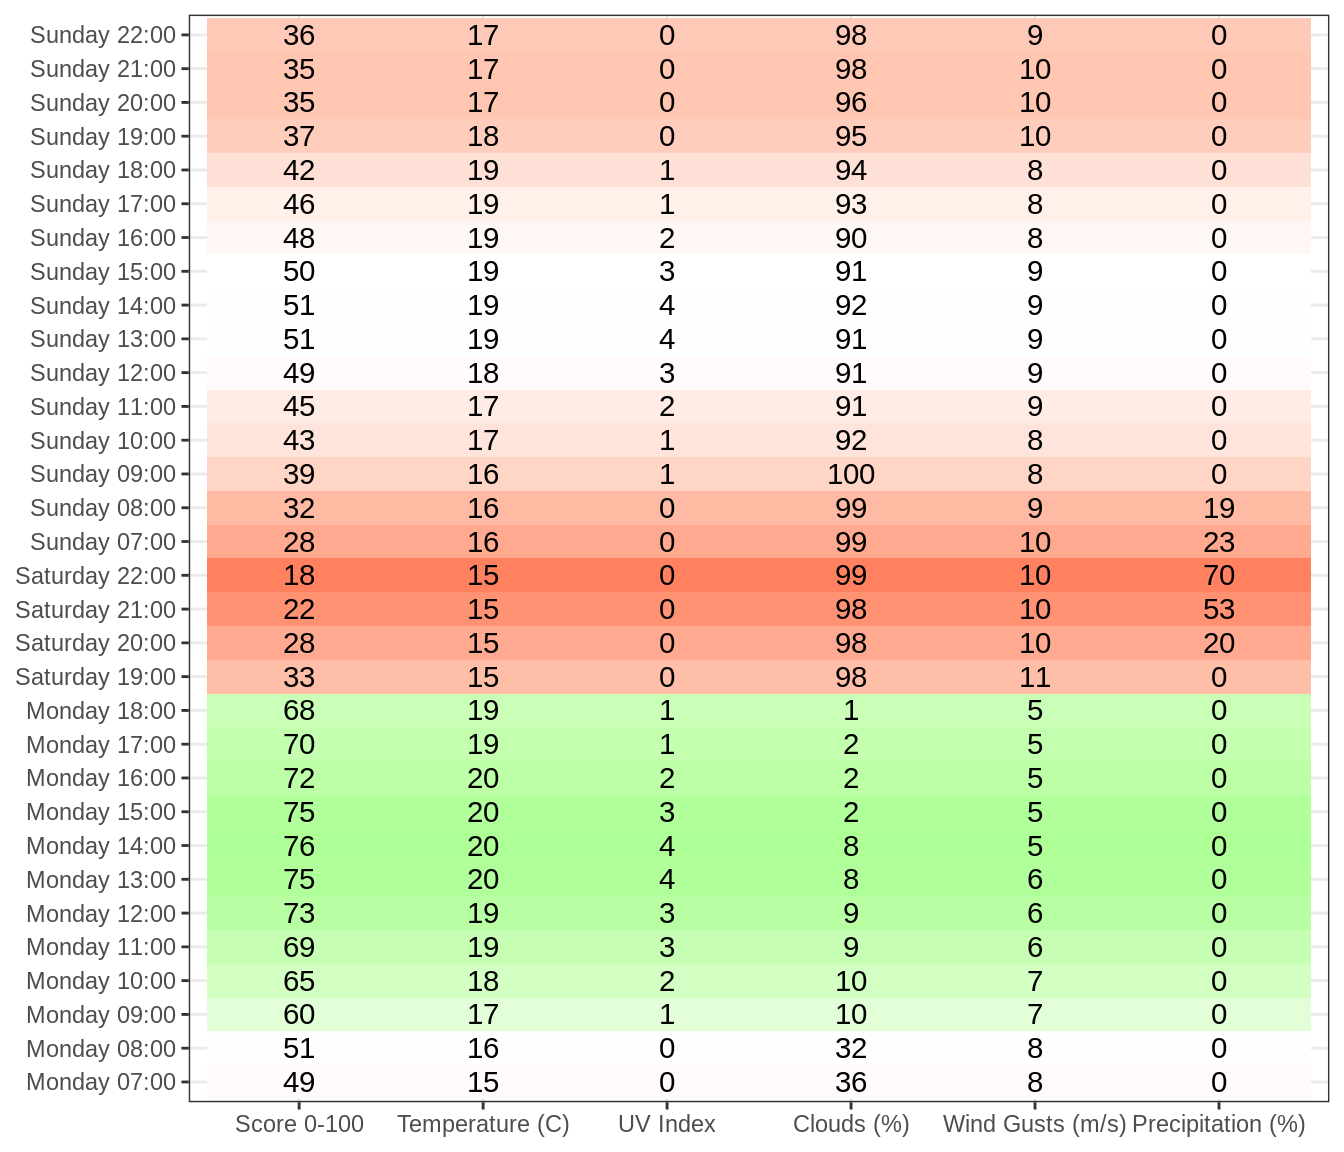 Sunday 22:00 36 17 0 98 9 0
Sunday 21:00 35 17 0 98 10 0
Sunday 20:00 35 17 0 96 10 0
Sunday 19:00 37 18 0 95 10 0
Sunday 18:00 42 19 1 94 8 0
Sunday 17:00 46 19 1 93 8 0
Sunday 16:00 48 19 2 90 8 0
Sunday 15:00 50 19 3 91 9 0
Sunday 14:00 51 19 4 92 9 0
Sunday 13:00 51 19 4 91 9 0
Sunday 12:00 49 18 3 91 9 0
Sunday 11:00 45 17 2 91 9 0
Sunday 10:00 43 17 1 92 8 0
Sunday 09:00 39 16 1 100 8 0
Sunday 08:00 32 16 0 99 9 19
Sunday 07:00 28 16 0 99 10 23
Saturday 22:00 18 15 0 99 10 70
Saturday 21:00 22 15 0 98 10 53
Saturday 20:00 28 15 0 98 10 20
Saturday 19:00 33 15 0 98 11 0
Monday 18:00 68 19 1 1 5 0
Monday 17:00 70 19 1 2 5 0
Monday 16:00 72 20 2 2 5 0
Monday 15:00 75 20 3 2 5 0
Monday 14:00 76 20 4 8 5 0
Monday 13:00 75 20 4 8 6 0
Monday 12:00 73 19 3 9 6 0
Monday 11:00 69 19 3 9 6 0
Monday 10:00 65 18 2 10 7 0
Monday 09:00 60 17 1 10 7 0
Monday 08:00 51 16 0 32 8 0
Monday 07:00 49 15 0 36 8 0
Score 0-100 Temperature (C) UV Index Clouds (%) Wind Gusts (m/s) Precipitation (%)